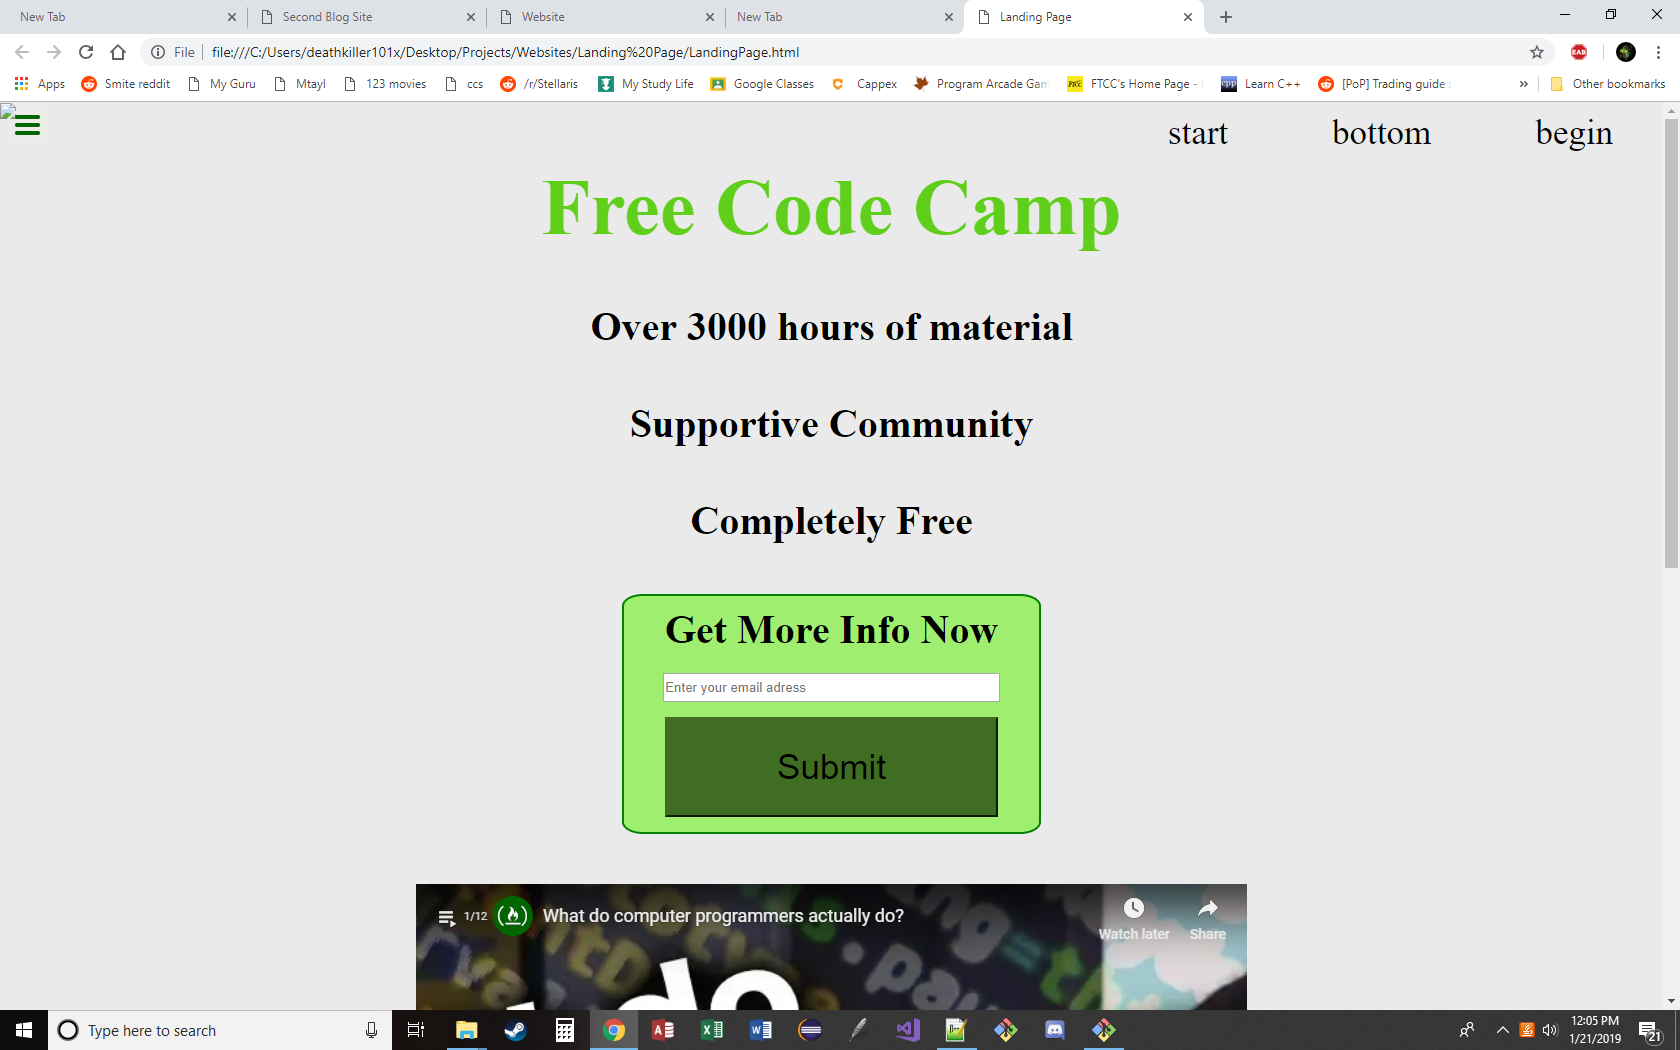 New Tab
Second Blog Site
Website
New Tab
Landing Page
File
file:///C:/Users/deathkiller101x/Desktop/Projects/Websites/Landing%20Page/LandingPage.html
EAB
Apps
Smite reddit
My Guru
Mtayl
123 movies
ccs
/r/Stellaris
My Study Life
Google Classes
Cappex
Program Arcade Gam
FTCC's Home Page -
Learn C++
[PoP] Trading guide :
»
Other bookmarks
start
bottom
begin
Free Code Camp
Over 3000 hours of material
Supportive Community
Completely Free
Get More Info Now
Enter your email adress
Submit
1/12
What do computer programmers actually do?
Watch later
Share
do
Type here to search
12:05 PM
1/21/2019
21